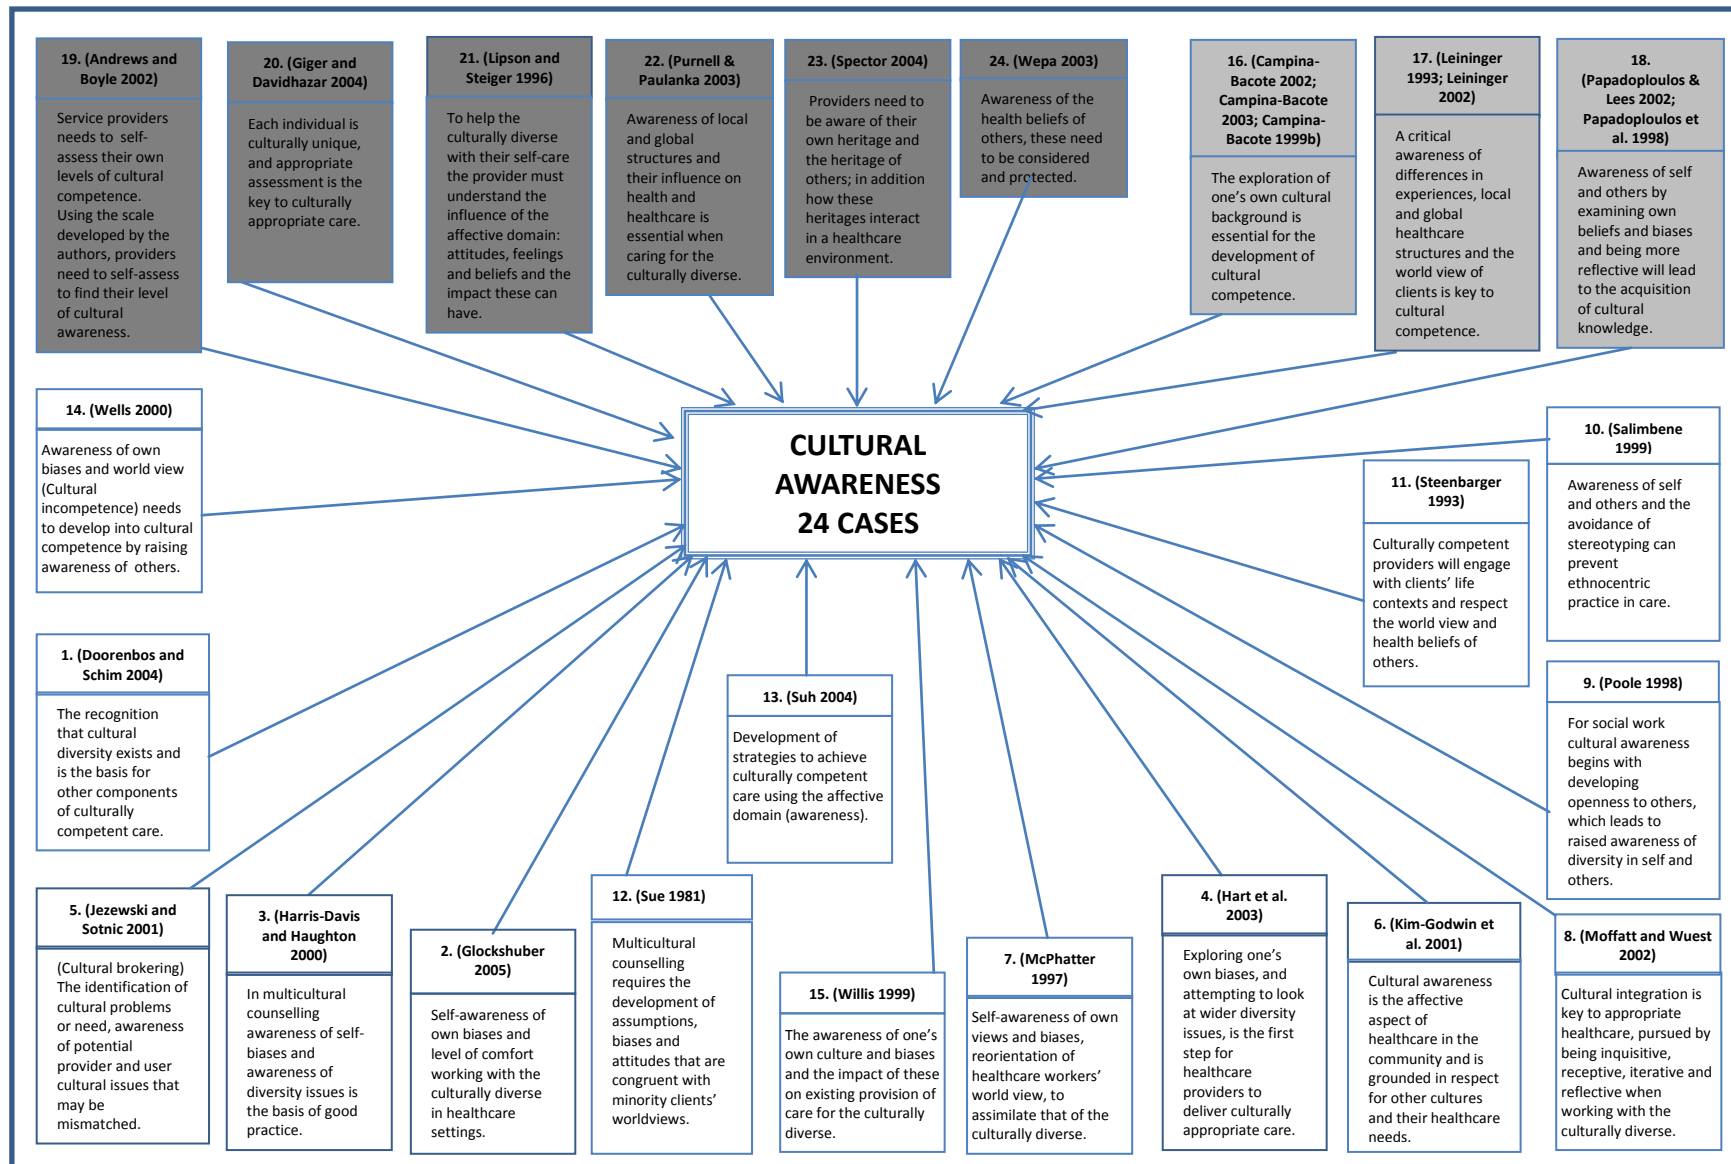 19. (Andrews and
Boyle 2002)
Service providers
needs to self-
assess their own
levels of cultural
competence.
Using the scale
developed by the
authors, providers
need to self-assess
to find their level
of cultural
awareness.
20. (Giger and
Davidhazar 2004)
Each individual is
culturally unique,
and appropriate
assessment is the
key to culturally
appropriate care.
21. (Lipson and
Steiger 1996)
To help the
culturally diverse
with their self-care
the provider must
understand the
influence of the
affective domain:
attitudes, feelings
and beliefs and the
impact these can
have.
22. (Purnell &
Paulanka 2003)
Awareness of local
and global
structures and
their influence on
health and
healthcare is
essential when
caring for the
culturally diverse.
23. (Spector 2004)
Providers need to
be aware of their
own heritage and
the heritage of
others; in addition
how these
heritages interact
in a healthcare
environment.
24. (Wepa 2003)
Awareness of the
health beliefs of
others, these need
to be considered
and protected.
16. (Campina-
Bacote 2002;
Campina-Bacote
2003; Campina-
Bacote 1999b)
The exploration of
one's own cultural
background is
essential for the
development of
cultural
competence.
17. (Leininger
1993; Leininger
2002)
A critical
awareness of
differences in
experiences, local
and global
healthcare
structures and the
world view of
clients is key to
cultural
competence.
18.
(Papadoploulos &
Lees 2002;
Papadoploulos et
al. 1998)
Awareness of self
and others by
examining own
beliefs and biases
and being more
reflective will lead
to the acquisition
of cultural
knowledge.
14. (Wells 2000)
Awareness of own
biases and world view
(Cultural
incompetence) needs
to develop into cultural
competence by raising
awareness of others.
CULTURAL
AWARENESS
24 CASES
11. (Steenbarger
1993)
Culturally competent
providers will engage
with clients' life
contexts and respect
the world view and
health beliefs of
others.
10. (Salimbene
1999)
Awareness of self
and others and the
avoidance of
stereotyping can
prevent
ethnocentric
practice in care.
1. (Doorenbos and
Schim 2004)
The recognition
that cultural
diversity exists and
is the basis for
other components
of culturally
competent care.
13. (Suh 2004)
Development of
strategies to achieve
culturally competent
care using the affective
domain (awareness).
9. (Poole 1998)
For social work
cultural awareness
begins with
developing
openness to others,
which leads to
raised awareness of
diversity in self and
others.
5. (Jezewski and
Sotnic 2001)
(Cultural brokering)
The identification of
cultural problems
or need, awareness
of potential
provider and user
cultural issues that
may be
mismatched.
3. (Harris-Davis
and Haughton
2000)
In multicultural
counselling
awareness of self-
biases and
awareness of
diversity issues is
the basis of good
practice.
2. (Glockshuber
2005)
Self-awareness of
own biases and
level of comfort
working with the
culturally diverse
in healthcare
settings.
12. (Sue 1981)
Multicultural
counselling
requires the
development of
assumptions,
biases and
attitudes that are
congruent with
minority clients'
worldviews.
15. (Willis 1999)
The awareness of one's
own culture and biases
and the impact of these
on existing provision of
care for the culturally
diverse.
7. (McPhatter
1997)
Self-awareness of own
views and biases,
reorientation of
healthcare workers'
world view, to
assimilate that of the
culturally diverse.
4. (Hart et al.
2003)
Exploring one's
own biases, and
attempting to look
at wider diversity
issues, is the first
step for
healthcare
providers to
deliver culturally
appropriate care.
6. (Kim-Godwin et
al. 2001)
Cultural awareness
is the affective
aspect of
healthcare in the
community and is
grounded in respect
for other cultures
and their healthcare
needs.
8. (Moffatt and Wuest
2002)
Cultural integration is
key to appropriate
healthcare, pursued by
being inquisitive,
receptive, iterative and
reflective when
working with the
culturally diverse.